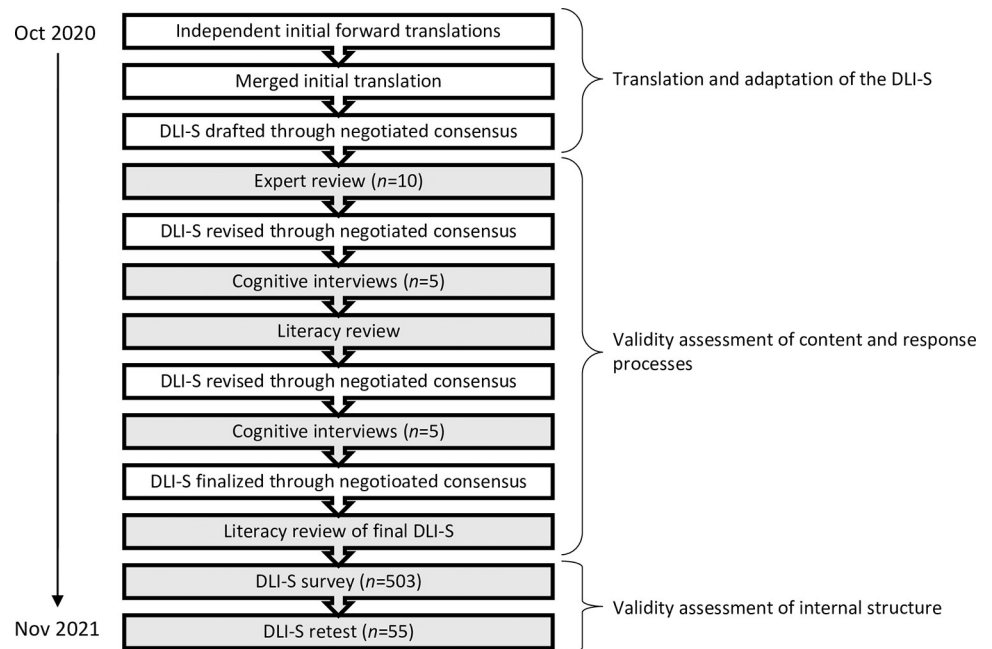 Oct 2020
Independent initial forward translations
Merged initial translation
DLI-S drafted through negotiated consensus
Translation and adaptation of the DLI-S
Expert review (n=10)
DLI-S revised through negotiated consensus
Cognitive interviews (n=5)
Literacy review
DLI-S revised through negotiated consensus
Cognitive interviews (n=5)
DLI-S finalized through negotioated consensus
Literacy review of final DLI-S
Validity assessment of content and response
processes
DLI-S survey (n=503)
DLI-S retest (n=55)
Validity assessment of internal structure
Nov 2021